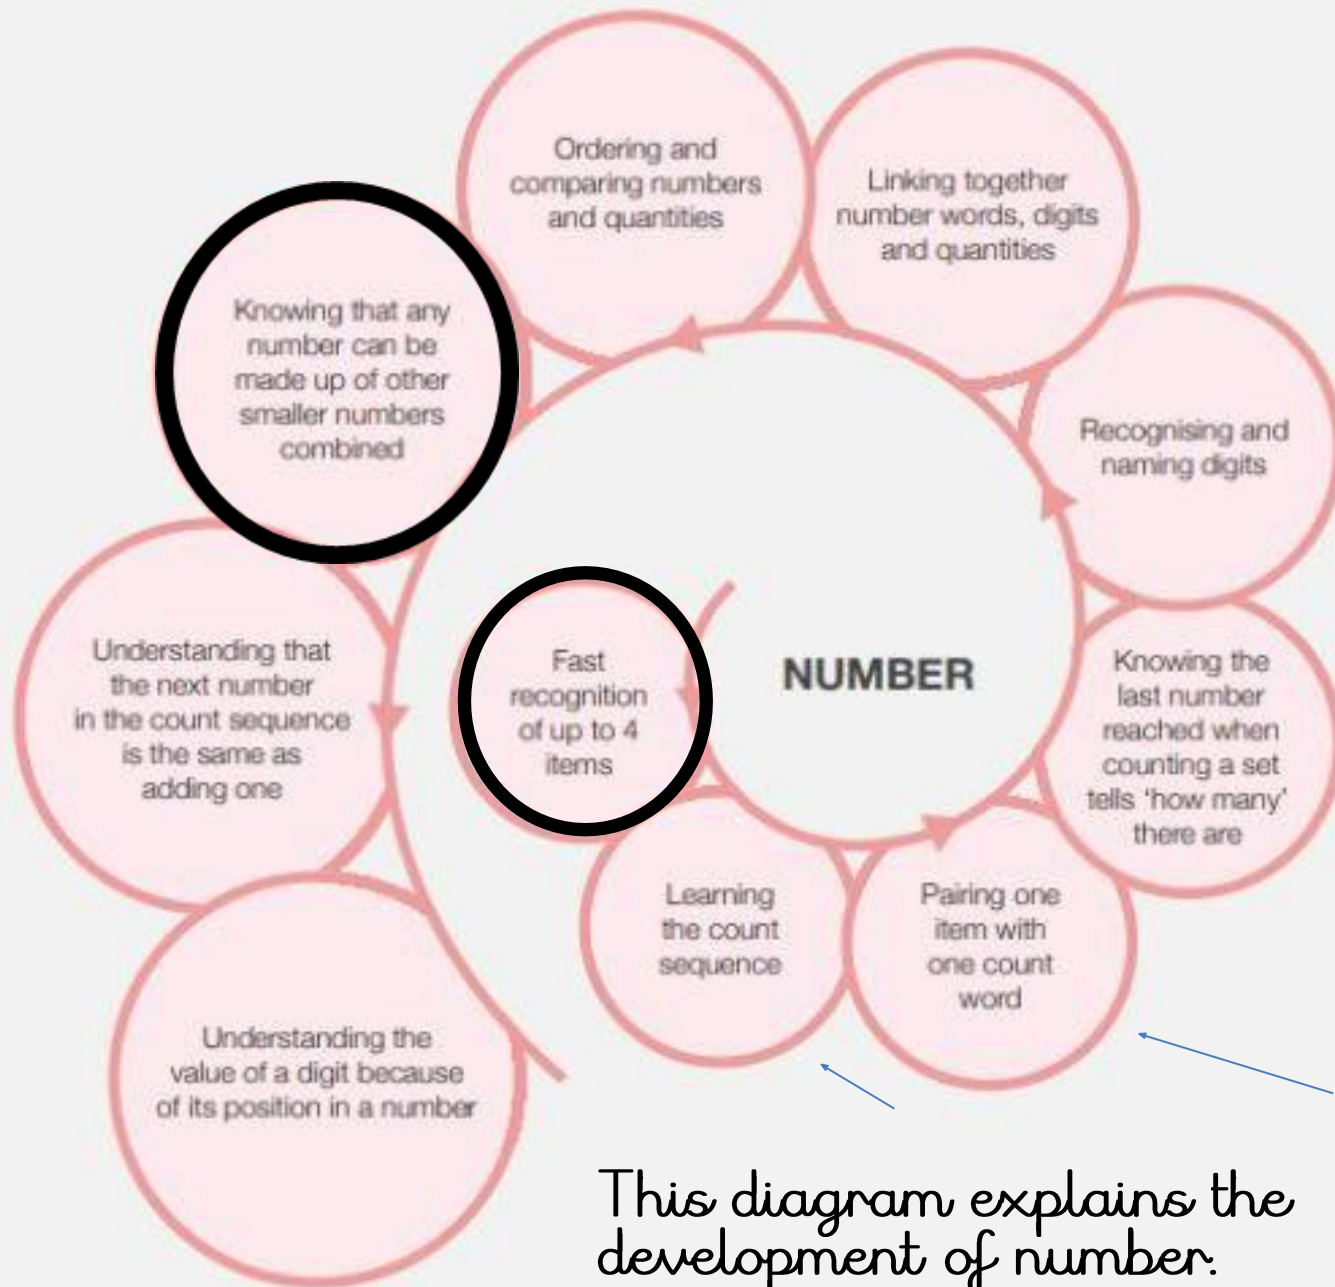 Ordering and
comparing numbers
and quantities
Linking together
number words, digits
and quantities
Knowing that any
number can be
made up of other
smaller numbers
combined
Recognising and
naming digits
Understanding that
the next number
in the count sequence
is the same as
adding one
Fast
recognition
of up to 4
items
NUMBER
Knowing the
last number
reached when
counting a set
tells ‘how many’
there are
Learning
the count
sequence
Pairing one
item with
one count
word
Understanding the
value of a digit because
of its position in a number
This diagram explains the
development of number.